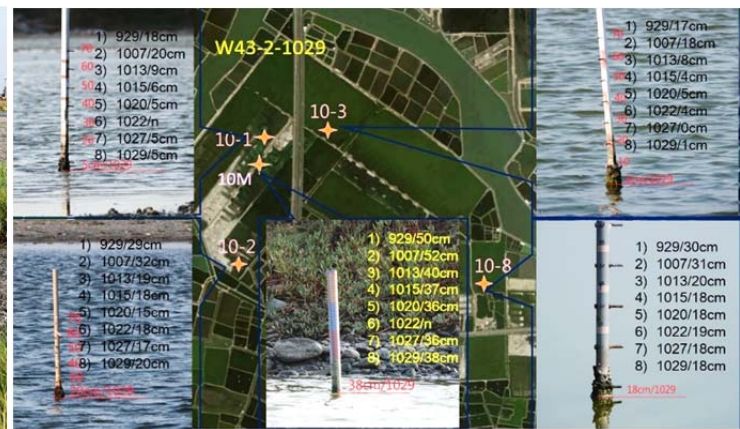 1) 929/18cm
2) 1007/20cm
3) 1013/9cm
4) 1015/6cm
5) 1020/5cm
6) 1022/n
7) 1027/5cm
8) 1029/5cm
W43-2-1029
10-1
10-3
10M
10-2
10-8
1) 929/17cm
2) 1007/18cm
3) 1013/8cm
4) 1015/4cm
5) 1020/5cm
6) 1022/4cm
7) 1027/0cm
8) 1029/1cm
1) 929/29cm
2) 1007/32cm
3) 1013/19cm
4) 1015/18cm
5) 1020/15cm
6) 1022/18cm
7) 1027/17cm
8) 1029/20cm
1) 929/50cm
2) 1007/52cm
3) 1013/40cm
4) 1015/37cm
5) 1020/36cm
6) 1022/n
7) 1027/36cm
8) 1029/38cm
38cm/1029
1) 929/30cm
2) 1007/31cm
3) 1013/20cm
4) 1015/18cm
5) 1020/18cm
6) 1022/19cm
7) 1027/18cm
8) 1029/18cm
18cm/1029